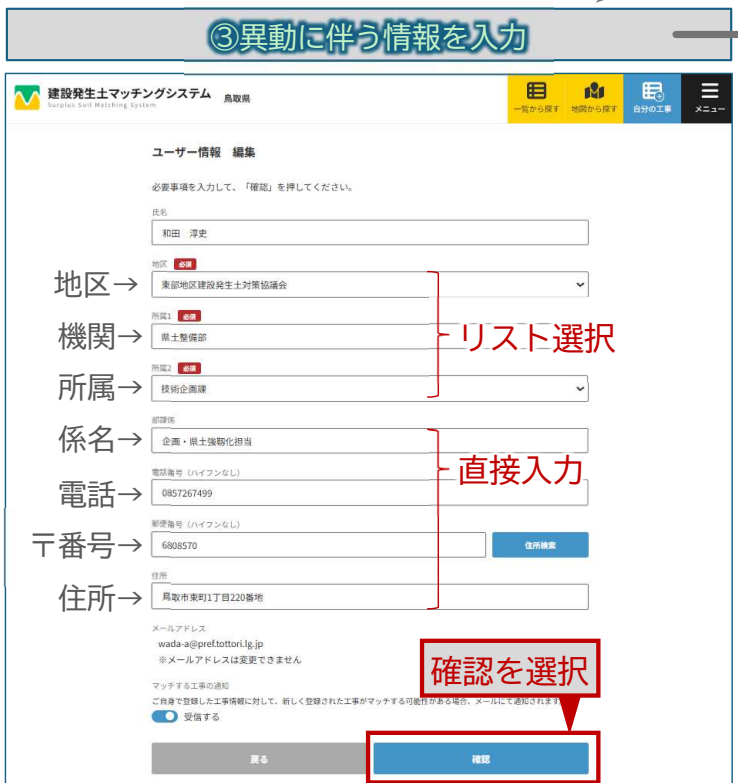 ③異動に伴う情報を入力
建設発生土マッチングシステム 鳥取県
Surplus Soil Matching System
一覧から探す 地図から探す 自分の工事 メニュー
ユーザー情報 編集
必要事項を入力して、「確認」を押してください。
氏名
和田 淳史
地区 必須
地区→ 東部地区建設発生土対策協議会
所属1 必須
機関→ 県土整備部
リスト選択
所属2 必須
所属→ 技術企画課
部課係
係名→ 企画・県土強靱化担当
直接入力
電話番号（ハイフンなし）
電話→ 0857267499
郵便番号（ハイフンなし）
〒番号→ 6808570 住所検索
住所
住所→ 鳥取市東町1丁目220番地
メールアドレス
wada-a@pref.tottori.lg.jp
※メールアドレスは変更できません
確認を選択
マッチする工事の通知
ご自身で登録した工事情報に対して、新しく登録された工事がマッチする可能性がある場合、メールにて通知されます
受信する
戻る 確認